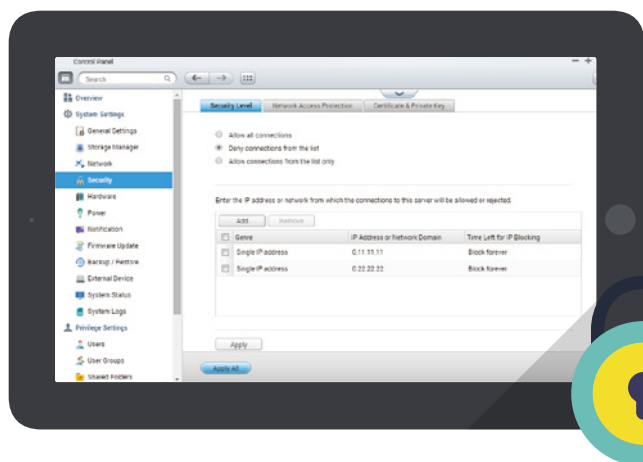 Control Panel
Search
Overview
System Settings
General Settings
Storage Manager
Network
Security
Hardware
Power
Notification
Firmware Update
Backup / Restore
External Device
System Status
System Logs
Privilege Settings
Users
User Groups
Shared Folders
Security Level Network Access Protection Certificate & Private Key
Allow all connections
Deny connections from the list
Allow connections from the list only
Enter the IP address or network from which the connections to this server will be allowed or rejected.
Add Remove
Genre IP Address or Network Domain Time Left for IP Blocking
Single IP address 0.11.11.11 Block forever
Single IP address 0.22.22.22 Block forever
Apply
Apply All